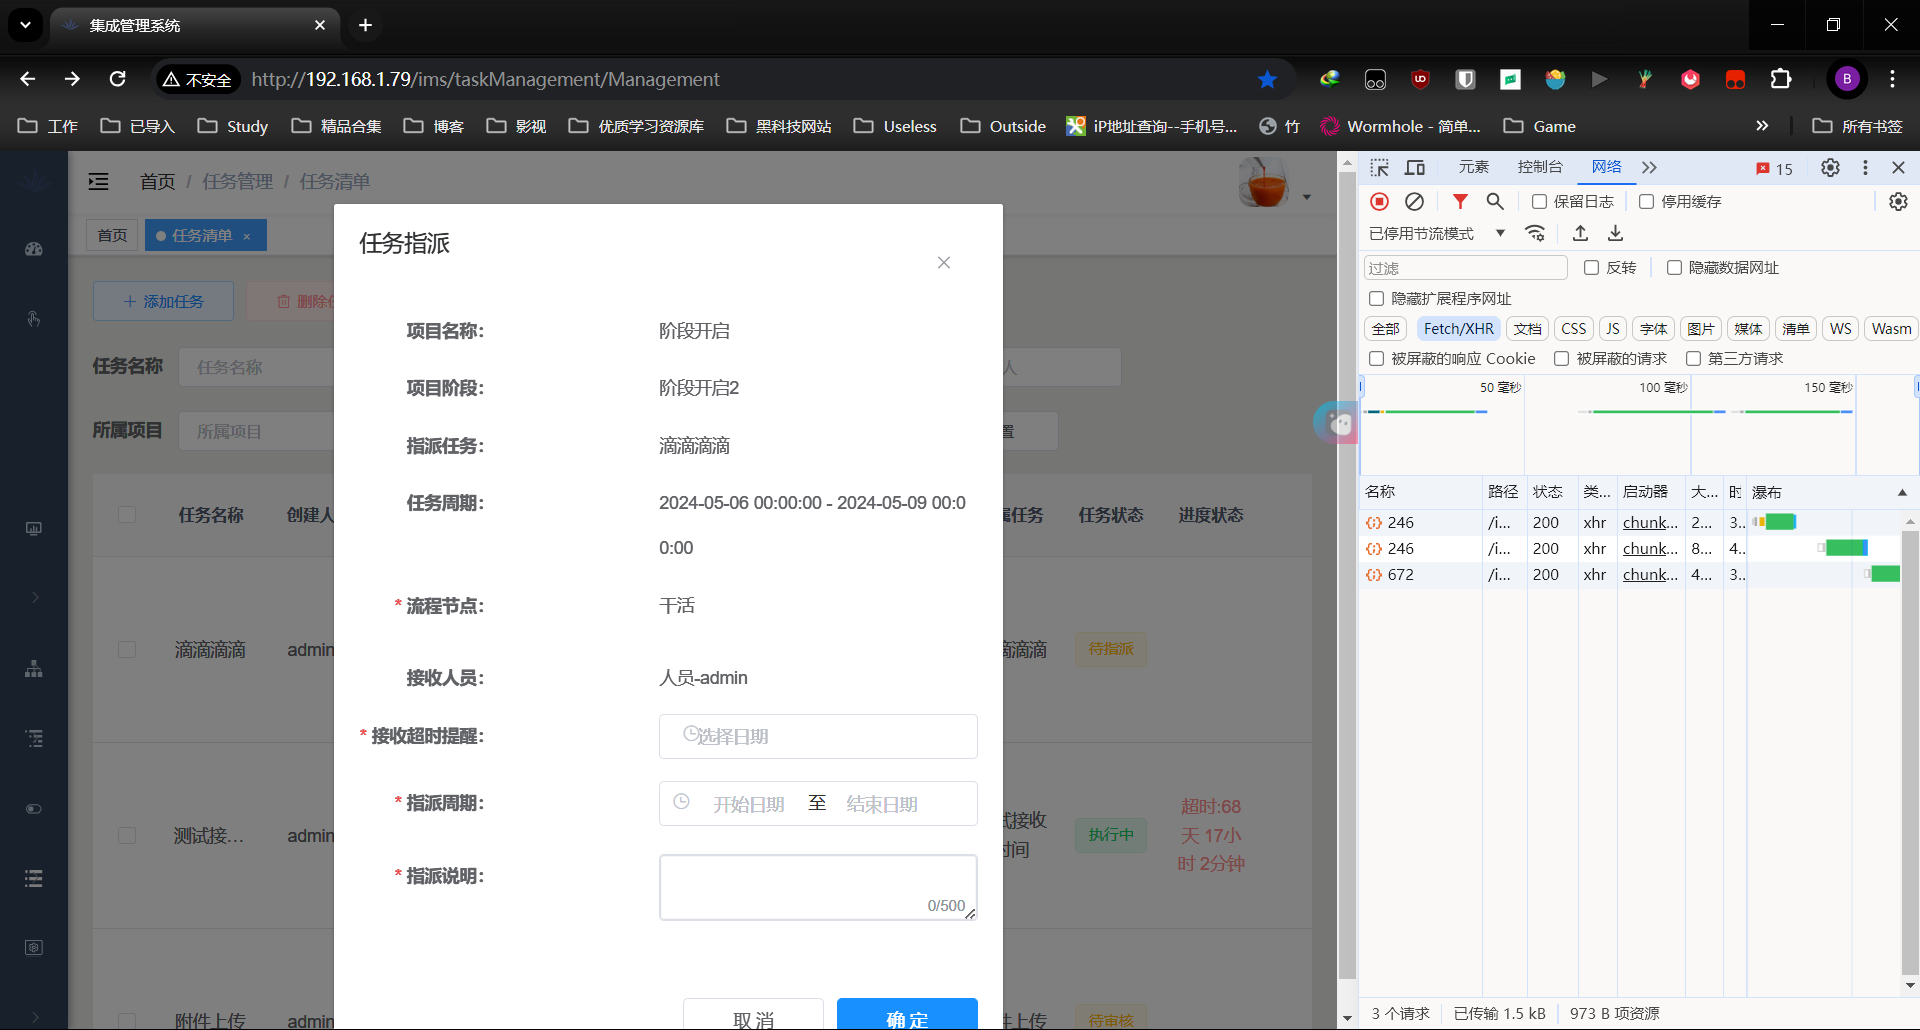 集成管理系统
不安全
http://192.168.1.79/ims/taskManagement/Management
B
工作
已导入
Study
精品合集
博客
影视
优质学习资源库
黑科技网站
Useless
Outside
iP地址查询--手机号...
竹
Wormhole - 简单...
Game
所有书签
首页 / 任务管理 / 任务清单
首页
任务清单
添加任务
任务名称
任务名称
人
所属项目
所属项目
置
任务名称
创建人
属任务
任务状态
进度状态
滴滴滴滴
admin
滴滴滴
待指派
测试接...
admin
试接收
时间
执行中
超时:68
天 17小
时 2分钟
附件上传
admin
件上传
待审核
任务指派
项目名称:
阶段开启
项目阶段:
阶段开启2
指派任务:
滴滴滴滴
任务周期:
2024-05-06 00:00:00 - 2024-05-09 00:0
0:00
* 流程节点:
干活
接收人员:
人员-admin
* 接收超时提醒:
选择日期
* 指派周期:
开始日期 至 结束日期
* 指派说明:
0/500
取消
确定
元素
控制台
网络
15
保留日志
停用缓存
已停用节流模式
过滤
反转
隐藏数据网址
隐藏扩展程序网址
全部
Fetch/XHR
文档
CSS
JS
字体
图片
媒体
清单
WS
Wasm
被屏蔽的响应 Cookie
被屏蔽的请求
第三方请求
50 毫秒
100 毫秒
150 毫秒
名称 路径 状态 类... 启动器 大... 时 瀑布
246 /i... 200 xhr chunk... 2... 3..
246 /i... 200 xhr chunk... 8... 4..
672 /i... 200 xhr chunk... 4... 3..
3 个请求
已传输 1.5 kB
973 B 项资源